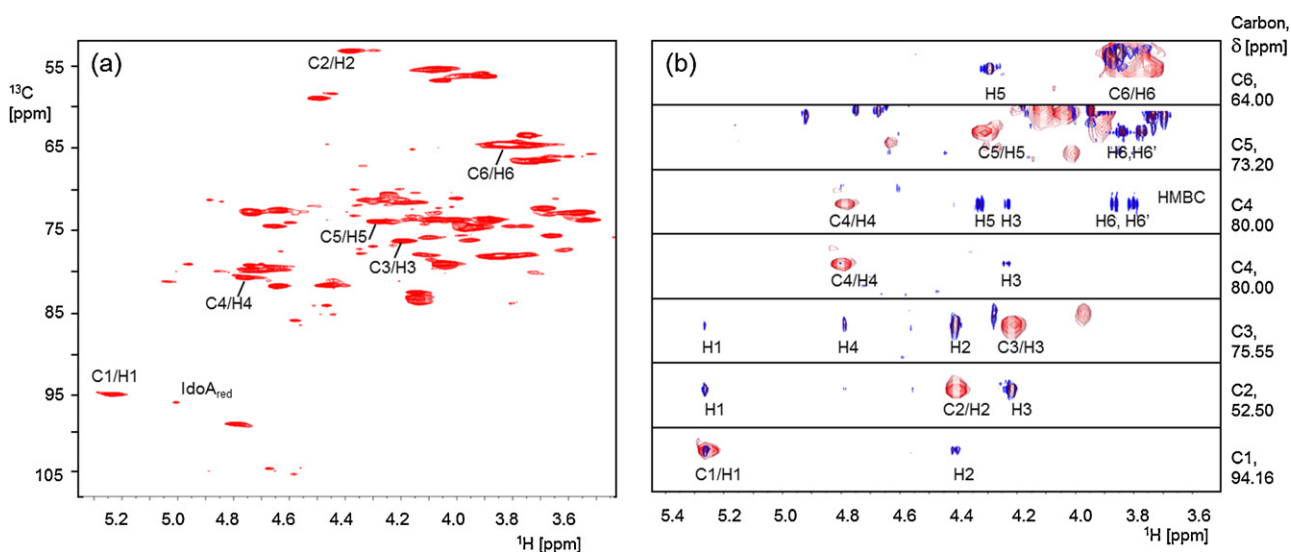 (a)
¹³C
[ppm]
55
65
75
85
95
105
C2/H2
C6/H6
C5/H5
C3/H3
C4/H4
C1/H1
IdoAred
5.2 5.0 4.8 4.6 4.4 4.2 4.0 3.8 3.6
¹H [ppm]
(b)
Carbon,
δ [ppm]
H5 C6/H6
C6,
64.00
C5/H5 H6,H6'
C5,
73.20
HMBC
C4/H4 H5 H3 H6, H6'
C4
80.00
C4/H4 H3
C4,
80.00
H1 H4 H2 C3/H3
C3,
75.55
H1 C2/H2 H3
C2,
52.50
C1/H1 H2
C1,
94.16
5.4 5.2 5.0 4.8 4.6 4.4 4.2 4.0 3.8 3.6
¹H [ppm]